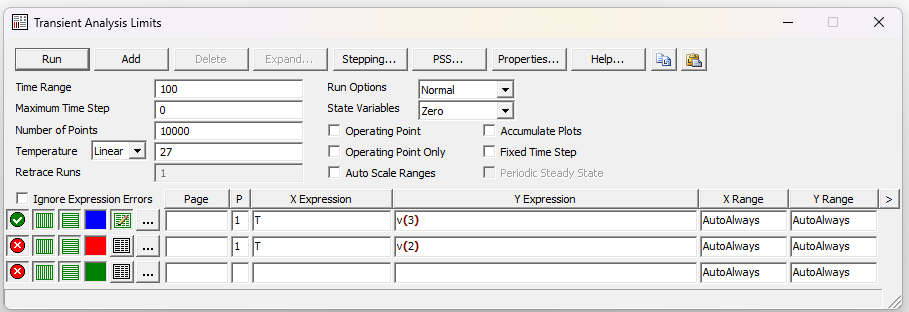 Transient Analysis Limits
Run Add Delete Expand... Stepping... PSS... Properties... Help...
Time Range 100 Run Options Normal
Maximum Time Step 0 State Variables Zero
Number of Points 10000 Operating Point Accumulate Plots
Temperature Linear 27 Operating Point Only Fixed Time Step
Retrace Runs 1 Auto Scale Ranges Periodic Steady State
Ignore Expression Errors Page P X Expression Y Expression X Range Y Range >
... 1 T v(3) AutoAlways AutoAlways
... 1 T v(2) AutoAlways AutoAlways
... AutoAlways AutoAlways